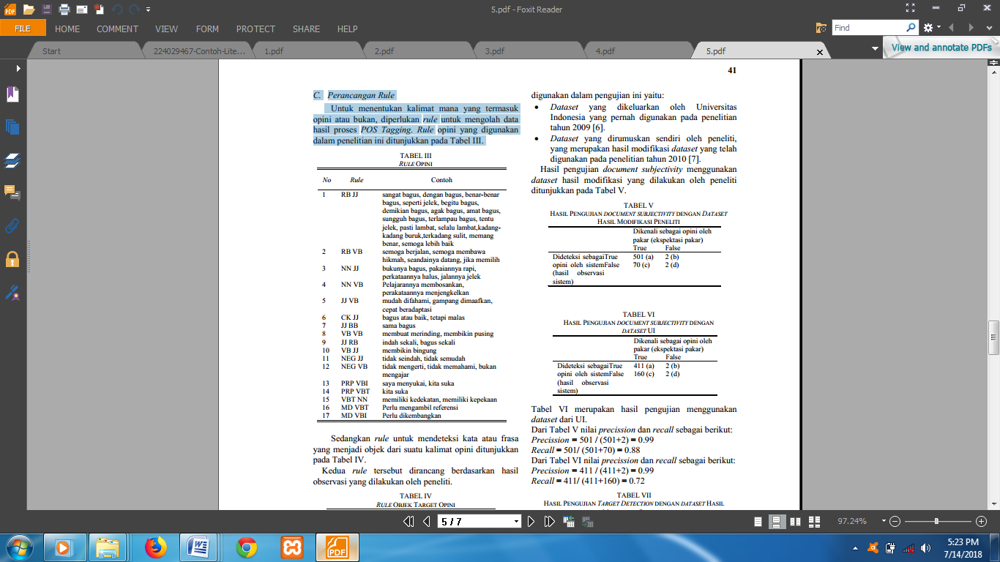 5.pdf - Foxit Reader
FILE
HOME
COMMENT
VIEW
FORM
PROTECT
SHARE
HELP
Find
Start
224029467-Contoh-Lite...
1.pdf
2.pdf
3.pdf
4.pdf
5.pdf
View and annotate PDFs
41
C. Perancangan Rule
Untuk menentukan kalimat mana yang termasuk
opini atau bukan, diperlukan rule untuk mengolah data
hasil proses POS Tagging. Rule opini yang digunakan
dalam penelitian ini ditunjukkan pada Tabel III.
TABEL III
RULE OPINI
No Rule Contoh
1 RB JJ sangat bagus, dengan bagus, benar-benar
bagus, seperti jelek, begitu bagus,
demikian bagus, agak bagus, amat bagus,
sungguh bagus, terlampau bagus, tentu
jelek, pasti lambat, selalu lambat,kadang-
kadang buruk,terkadang sulit, memang
benar, semoga lebih baik
2 RB VB semoga berjalan, semoga membawa
hikmah, seandainya datang, jika memilih
3 NN JJ bukunya bagus, pakaiannya rapi,
perkataannya halus, jalannya jelek
4 NN VB Pelajarannya membosankan,
perakataannya menjengkelkan
5 JJ VB mudah difahami, gampang dimaafkan,
cepat beradaptasi
6 CK JJ bagus atau baik, tetapi malas
7 JJ BB sama bagus
8 VB VB membuat merinding, membikin pusing
9 JJ RB indah sekali, bagus sekali
10 VB JJ membikin bingung
11 NEG JJ tidak seindah, tidak semudah
12 NEG VB tidak mengerti, tidak memahami, bukan
mengajar
13 PRP VBI saya menyukai, kita suka
14 PRP VBT kita suka
15 VBT NN memiliki kedekatan, memiliki kepekaan
16 MD VBT Perlu mengambil referensi
17 MD VBI Perlu dikembangkan
Sedangkan rule untuk mendeteksi kata atau frasa
yang menjadi objek dari suatu kalimat opini ditunjukkan
pada Tabel IV.
Kedua rule tersebut dirancang berdasarkan hasil
observasi yang dilakukan oleh peneliti.
TABEL IV
RULE OBJEK TARGET OPINI
digunakan dalam pengujian ini yaitu:
• Dataset yang dikeluarkan oleh Universitas
Indonesia yang pernah digunakan pada penelitian
tahun 2009 [6].
• Dataset yang dirumuskan sendiri oleh peneliti,
yang merupakan hasil modifikasi dataset yang telah
digunakan pada penelitian tahun 2010 [7].
Hasil pengujian document subjectivity menggunakan
dataset hasil modifikasi yang dilakukan oleh peneliti
ditunjukkan pada Tabel V.
TABEL V
HASIL PENGUJIAN DOCUMENT SUBJECTIVITY DENGAN DATASET
HASIL MODIFIKASI PENELITI
Dikenali sebagai opini oleh
pakar (ekspektasi pakar)
True False
Dideteksi sebagaiTrue 501 (a) 2 (b)
opini oleh sistemFalse 70 (c) 2 (d)
(hasil observasi
sistem)
TABEL VI
HASIL PENGUJIAN DOCUMENT SUBJECTIVITY DENGAN
DATASET UI
Dikenali sebagai opini oleh
pakar (ekspektasi pakar)
True False
Dideteksi sebagaiTrue 411 (a) 2 (b)
opini oleh sistemFalse 160 (c) 2 (d)
(hasil observasi
sistem)
Tabel VI merupakan hasil pengujian menggunakan
dataset dari UI.
Dari Tabel V nilai precission dan recall sebagai berikut:
Precission = 501 / (501+2) = 0.99
Recall = 501/ (501+70) = 0.88
Dari Tabel VI nilai precission dan recall sebagai berikut:
Precission = 411 / (411+2) = 0.99
Recall = 411/ (411+160) = 0.72
TABEL VII
HASIL PENGUJIAN TARGET DETECTION DENGAN DATASET HASIL
5 / 7
97.24%
PDF
5:23 PM
7/14/2018